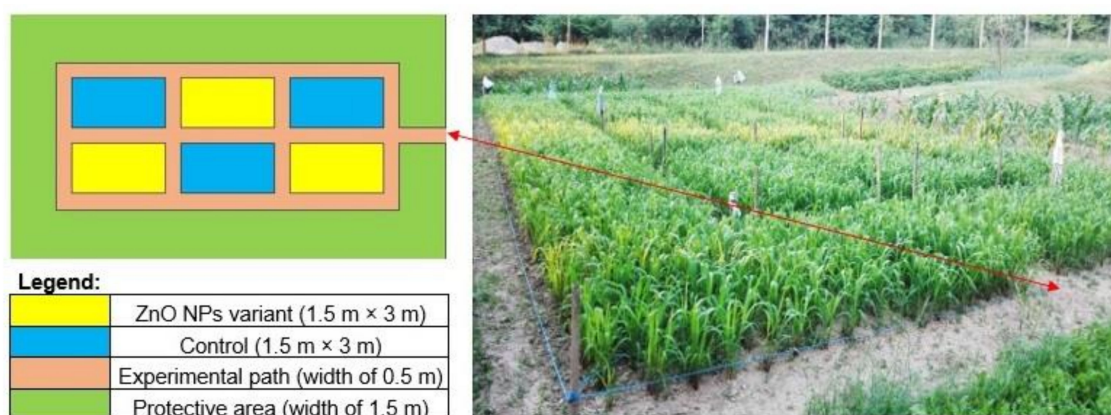 Legend:
ZnO NPs variant (1.5 m × 3 m)
Control (1.5 m × 3 m)
Experimental path (width of 0.5 m)
Protective area (width of 1.5 m)